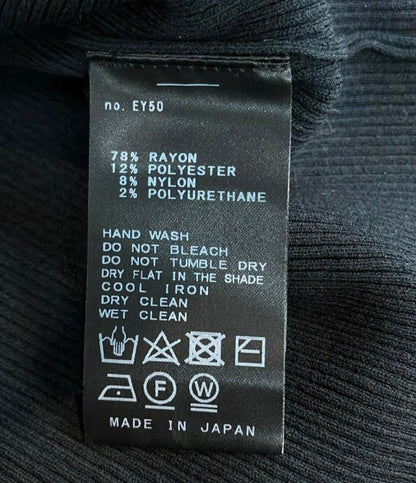 no. EY50
78% RAYON
12% POLYESTER
8% NYLON
2% POLYURETHANE
HAND WASH
DO NOT BLEACH
DO NOT TUMBLE DRY
DRY FLAT IN THE SHADE
COOL IRON
DRY CLEAN
WET CLEAN
F W
MADE IN JAPAN